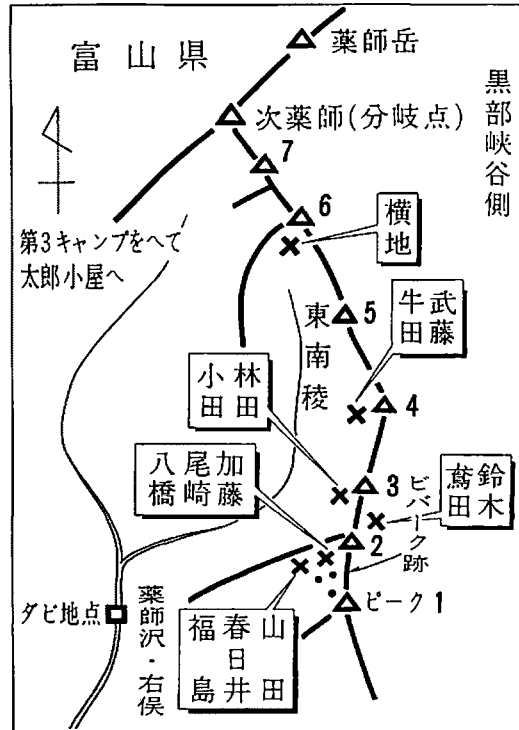 富山県
薬師岳
黒部峡谷側
次薬師(分岐点)
7
6
横地
第3キャンプをへて
太郎小屋へ
5
東南稜
武藤
牛田
4
林田
小田
3
鈴木
鳶田
ビバーク跡
加藤
尾崎
八橋
2
ピーク1
山田
春日井
福島
ダビ地点
薬師沢・右俣